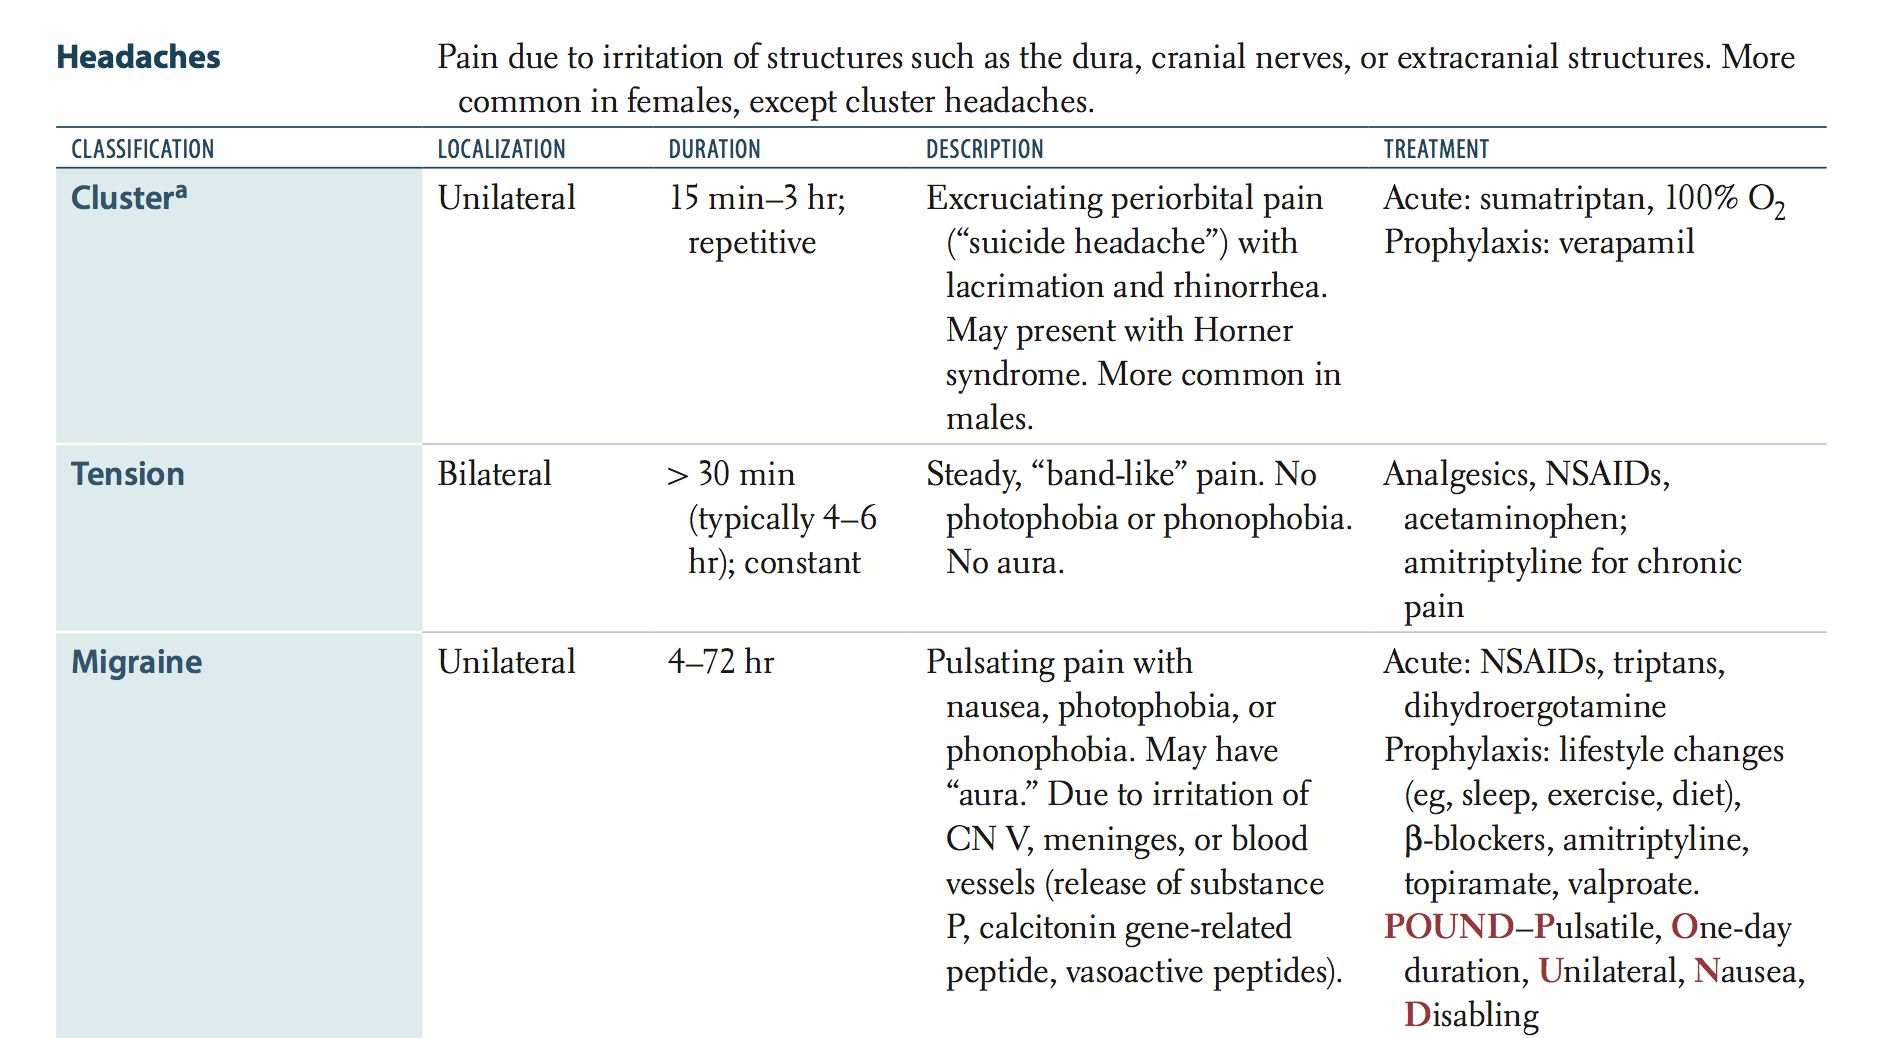 Headaches
Pain due to irritation of structures such as the dura, cranial nerves, or extracranial structures. More
common in females, except cluster headaches.
CLASSIFICATION LOCALIZATION DURATION DESCRIPTION TREATMENT
Clusterᵃ
Unilateral
15 min–3 hr;
repetitive
Excruciating periorbital pain
(“suicide headache”) with
lacrimation and rhinorrhea.
May present with Horner
syndrome. More common in
males.
Acute: sumatriptan, 100% O₂
Prophylaxis: verapamil
Tension
Bilateral
> 30 min
(typically 4–6
hr); constant
Steady, “band-like” pain. No
photophobia or phonophobia.
No aura.
Analgesics, NSAIDs,
acetaminophen;
amitriptyline for chronic
pain
Migraine
Unilateral
4–72 hr
Pulsating pain with
nausea, photophobia, or
phonophobia. May have
“aura.” Due to irritation of
CN V, meninges, or blood
vessels (release of substance
P, calcitonin gene-related
peptide, vasoactive peptides).
Acute: NSAIDs, triptans,
dihydroergotamine
Prophylaxis: lifestyle changes
(eg, sleep, exercise, diet),
β-blockers, amitriptyline,
topiramate, valproate.
POUND–Pulsatile, One-day
duration, Unilateral, Nausea,
Disabling